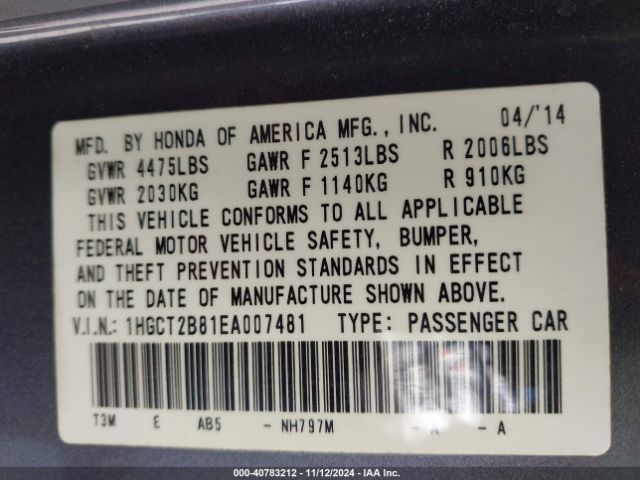 MFD. BY HONDA OF AMERICA MFG., INC. 04/'14
GVWR 4475LBS GAWR F 2513LBS R 2006LBS
GVWR 2030KG GAWR F 1140KG R 910KG
THIS VEHICLE CONFORMS TO ALL APPLICABLE
FEDERAL MOTOR VEHICLE SAFETY, BUMPER,
AND THEFT PREVENTION STANDARDS IN EFFECT
ON THE DATE OF MANUFACTURE SHOWN ABOVE.
V.I.N.: 1HGCT2B81EA007481 TYPE: PASSENGER CAR
T3M E AB5 - NH797M - A - A
000-40783212 - 11/12/2024 - IAA Inc.